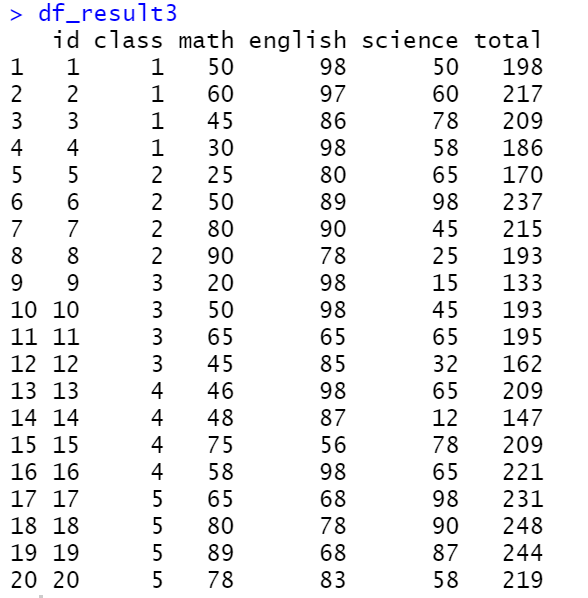 > df_result3
id class math english science total
1 1 1 50 98 50 198
2 2 1 60 97 60 217
3 3 1 45 86 78 209
4 4 1 30 98 58 186
5 5 2 25 80 65 170
6 6 2 50 89 98 237
7 7 2 80 90 45 215
8 8 2 90 78 25 193
9 9 3 20 98 15 133
10 10 3 50 98 45 193
11 11 3 65 65 65 195
12 12 3 45 85 32 162
13 13 4 46 98 65 209
14 14 4 48 87 12 147
15 15 4 75 56 78 209
16 16 4 58 98 65 221
17 17 5 65 68 98 231
18 18 5 80 78 90 248
19 19 5 89 68 87 244
20 20 5 78 83 58 219